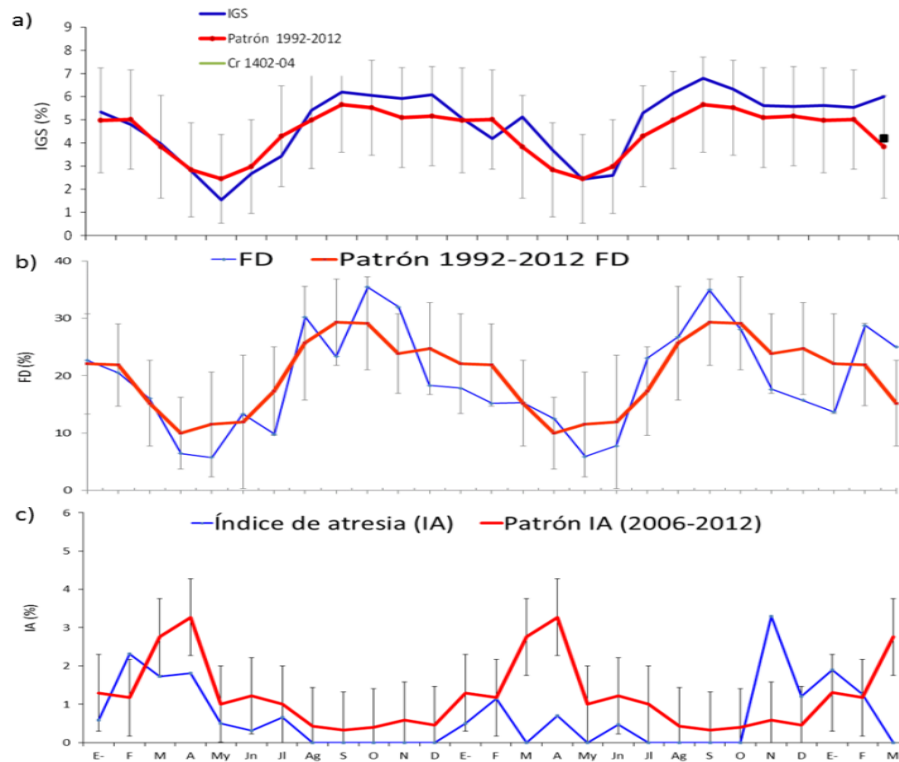 a)
IGS
Patrón 1992-2012
Cr 1402-04
9
8
7
6
5
4
3
2
1
0
IGS (%)
b)
FD Patrón 1992-2012 FD
40
30
20
10
0
FD (%)
c)
Índice de atresia (IA) Patrón IA (2006-2012)
6
5
4
3
2
1
0
IA (%)
E- F M A My Jn Jl Ag S O N D E- F M A My Jn Jl Ag S O N D E- F M